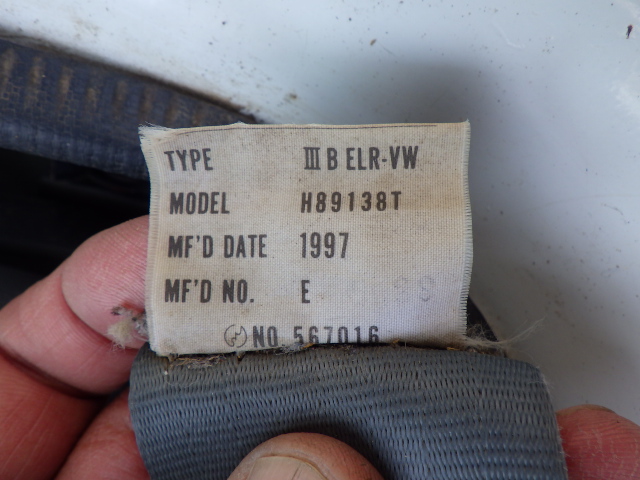 TYPE III B ELR-VW
MODEL H89138T
MF'D DATE 1997
MF'D NO. E
NO. 567016